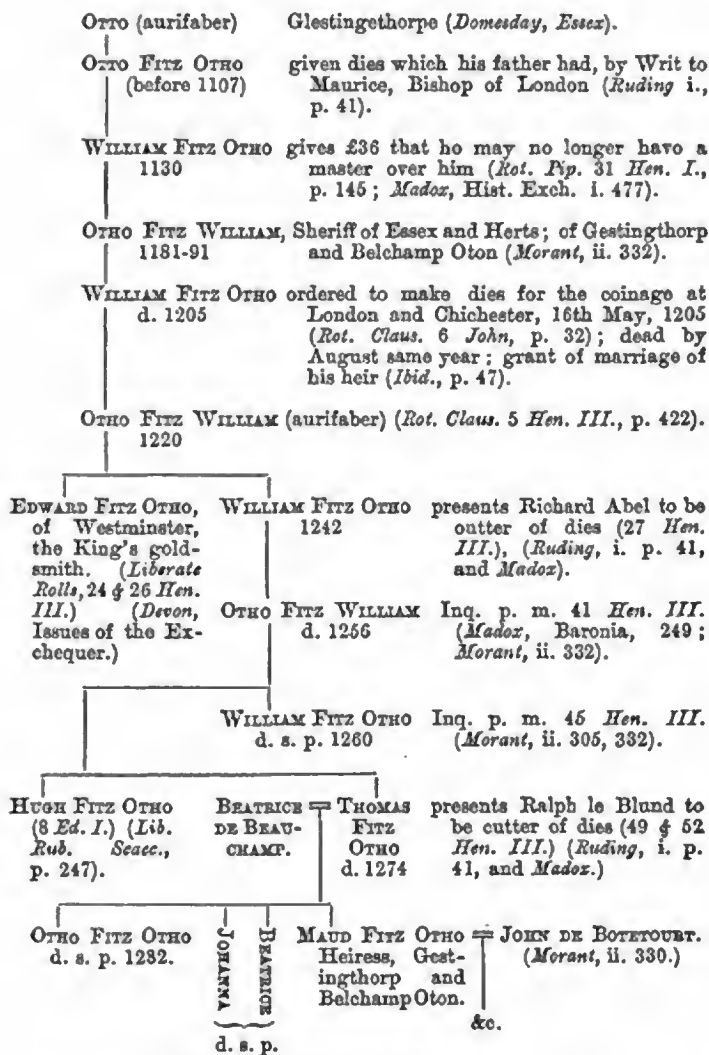 OTTO (aurifaber) Glestingethorpe (Domesday, Essex).
OTTO FITZ OTHO given dies which his father had, by Writ to
(before 1107) Maurice, Bishop of London (Ruding i.,
p. 41).
WILLIAM FITZ OTHO gives £36 that he may no longer have a
1130 master over him (Rot. Pip. 31 Hen. I.,
p. 145; Madox, Hist. Exch. i. 477).
OTHO FITZ WILLIAM, Sheriff of Essex and Herts; of Gestingthorp
1181-91 and Belchamp Oton (Morant, ii. 332).
WILLIAM FITZ OTHO ordered to make dies for the coinage at
d. 1205 London and Chichester, 16th May, 1205
(Rot. Claus. 6 John, p. 32); dead by
August same year: grant of marriage of
his heir (Ibid., p. 47).
OTHO FITZ WILLIAM (aurifaber) (Rot. Claus. 5 Hen. III., p. 422).
1220
EDWARD FITZ OTHO,
of Westminster,
the King's gold-
smith. (Liberate
Rolls, 24 & 26 Hen.
III.) (Devon,
Issues of the Ex-
chequer.)
WILLIAM FITZ OTHO presents Richard Abel to be
1242 cutter of dies (27 Hen.
III.), (Ruding, i. p. 41,
and Madox).
OTHO FITZ WILLIAM Inq. p. m. 41 Hen. III.
d. 1256 (Madox, Baronia, 249;
Morant, ii. 332).
WILLIAM FITZ OTHO Inq. p. m. 45 Hen. III.
d. s. p. 1260 (Morant, ii. 305, 332).
HUGH FITZ OTHO
(8 Ed. I.) (Lib.
Rub. Scacc.,
p. 247).
BEATRICE = THOMAS
DE BEAU- FITZ
CHAMP. OTHO
d. 1274
presents Ralph le Blund to
be cutter of dies (49 & 52
Hen. III.) (Ruding, i. p.
41, and Madox.)
OTHO FITZ OTHO
d. s. p. 1282.
JOHANNA
BEATRICE
d. s. p.
MAUD FITZ OTHO = JOHN DE BOTETOURT.
Heiress, Gest- (Morant, ii. 330.)
ingthorp and
Belchamp Oton.
&c.